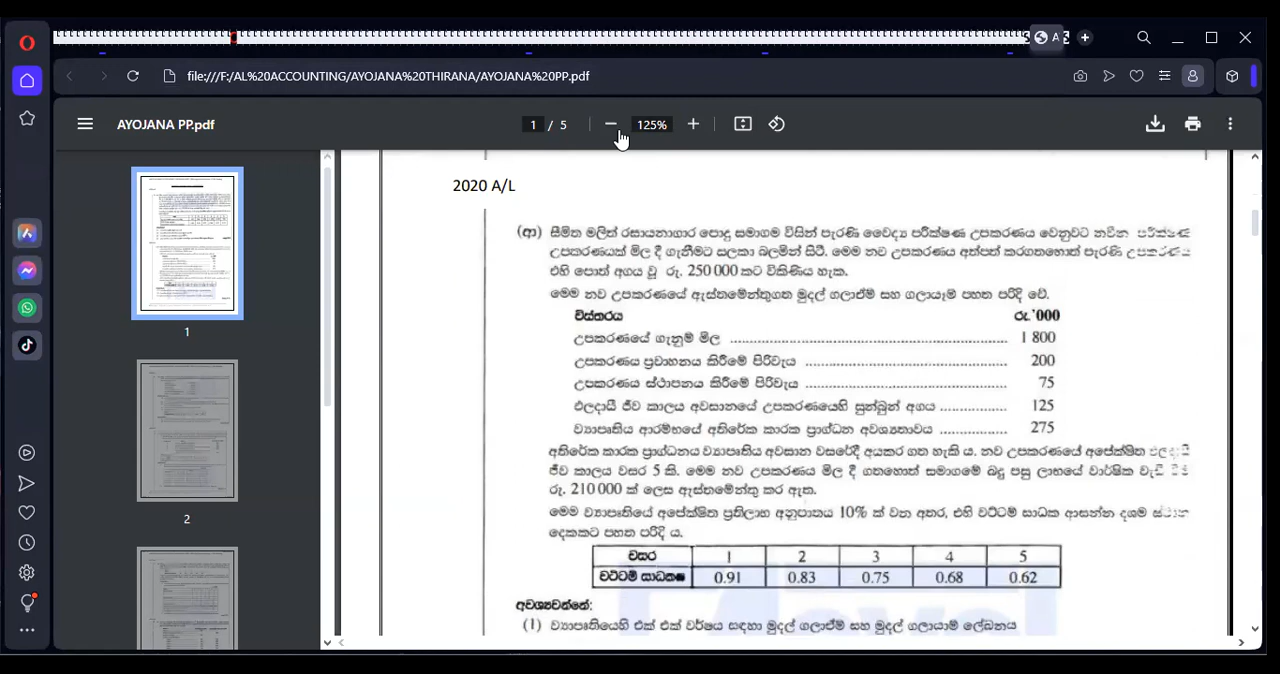 A
file:///F:/AL%20ACCOUNTING/AYOJANA%20THIRANA/AYOJANA%20PP.pdf
AYOJANA PP.pdf
1 / 5
125%
1
2
2020 A/L
(ආ) සීමිත මලිත් රසායනාගාර පොදු සමාගම විසින් පැරණි වෛද්‍ය පරීක්ෂණ උපකරණය වෙනුවට නවීන පරීක්ෂණ
උපකරණයක් මිල දී ගැනීමට සලකා බලමින් සිටී. මෙම නව උපකරණය අත්පත් කරගතහොත් පැරණි උපකරණය
එහි පොත් අගය වූ රු. 250 000 කට විකිණිය හැක.
මෙම නව උපකරණයේ ඇස්තමේන්තුගත මුදල් ගලාඒම් සහ ගලායෑම් පහත පරිදි වේ.
විස්තරය රු.'000
උපකරණයේ ගැනුම් මිල ........................................ 1 800
උපකරණය ප්‍රවාහනය කිරීමේ පිරිවැය ........................................ 200
උපකරණය ස්ථාපනය කිරීමේ පිරිවැය ........................................ 75
ඵලදායී ජීව කාලය අවසානයේ උපකරණයෙහි සුන්බුන් අගය ................ 125
ව්‍යාපෘතිය ආරම්භයේ අතිරේක කාරක ප්‍රාග්ධන අවශ්‍යතාවය ................ 275
අතිරේක කාරක ප්‍රාග්ධනය ව්‍යාපෘතිය අවසාන වසරේදී අයකර ගත හැකි ය. නව උපකරණයේ අපේක්ෂිත ඵලදායී
ජීව කාලය වසර 5 කි. මෙම නව උපකරණය මිල දී ගතහොත් සමාගමේ බදු පසු ලාභයේ වාර්ෂික වැඩි වීම
රු. 210 000 ක් ලෙස ඇස්තමේන්තු කර ඇත.
මෙම ව්‍යාපෘතියේ අපේක්ෂිත ප්‍රතිලාභ අනුපාතය 10% ක් වන අතර, එහි වට්ටම් සාධක ආසන්න දශම ස්ථාන
දෙකකට පහත පරිදි ය.
වසර 1 2 3 4 5
වට්ටම් සාධකය 0.91 0.83 0.75 0.68 0.62
අවශ්‍යවන්නේ:
(1) ව්‍යාපෘතියෙහි එක් එක් වර්ෂය සඳහා මුදල් ගලාඒම් සහ මුදල් ගලායාම් ලේඛනය